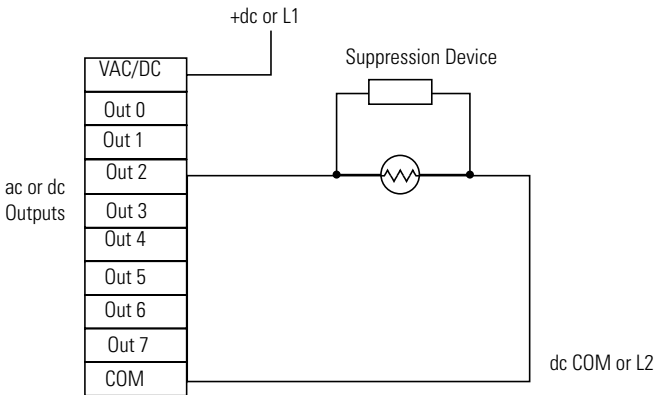 +dc or L1
Suppression Device
VAC/DC
Out 0
Out 1
Out 2
Out 3
Out 4
Out 5
Out 6
Out 7
COM
ac or dc
Outputs
dc COM or L2